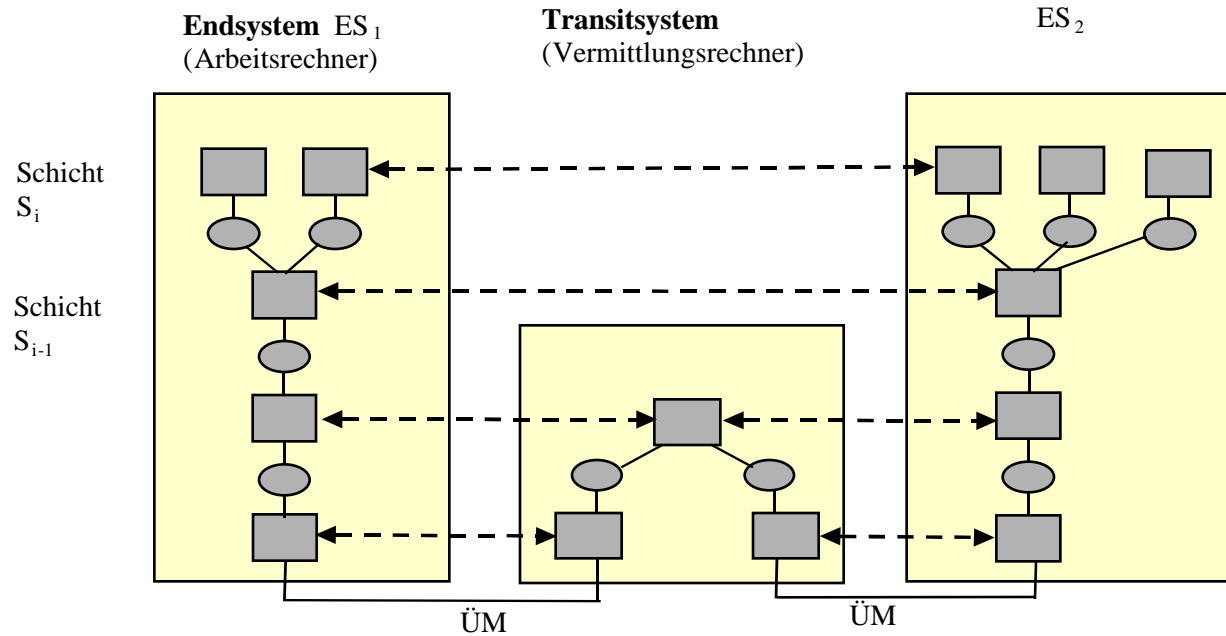 Endsystem ES1
(Arbeitsrechner)
Transitsystem
(Vermittlungsrechner)
ES2
Schicht
Si
Schicht
Si-1
ÜM
ÜM